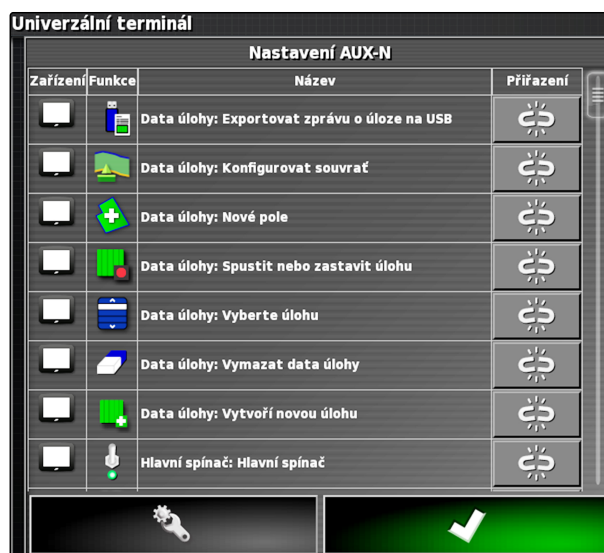 Univerzální terminál
Nastavení AUX-N
Zařízení Funkce Název Přiřazení
Data úlohy: Exportovat zprávu o úloze na USB
Data úlohy: Konfigurovat souvrať
Data úlohy: Nové pole
Data úlohy: Spustit nebo zastavit úlohu
Data úlohy: Vyberte úlohu
Data úlohy: Vymazat data úlohy
Data úlohy: Vytvoří novou úlohu
Hlavní spínač: Hlavní spínač